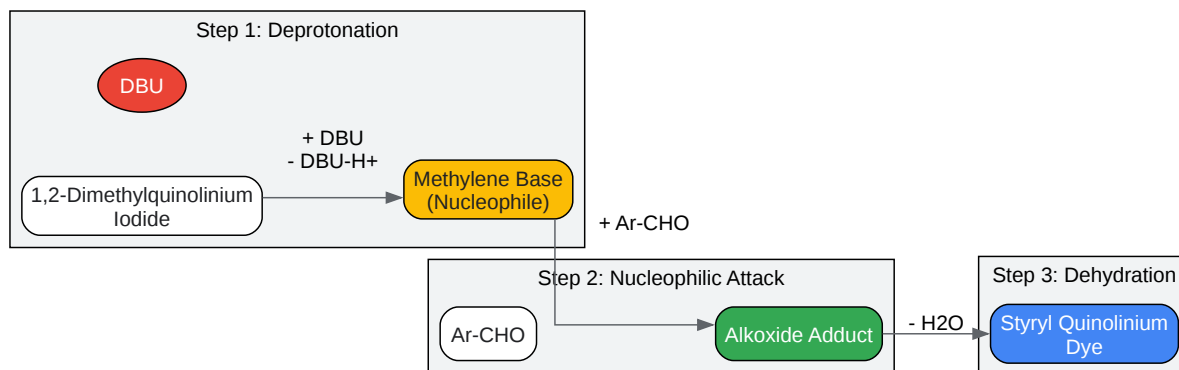 Step 1: Deprotonation
DBU
+ DBU
- DBU-H+
1,2-Dimethylquinolinium
Iodide
Methylene Base
(Nucleophile)
+ Ar-CHO
Step 2: Nucleophilic Attack
Ar-CHO
Alkoxide Adduct
- H2O
Step 3: Dehydration
Styryl Quinolinium
Dye